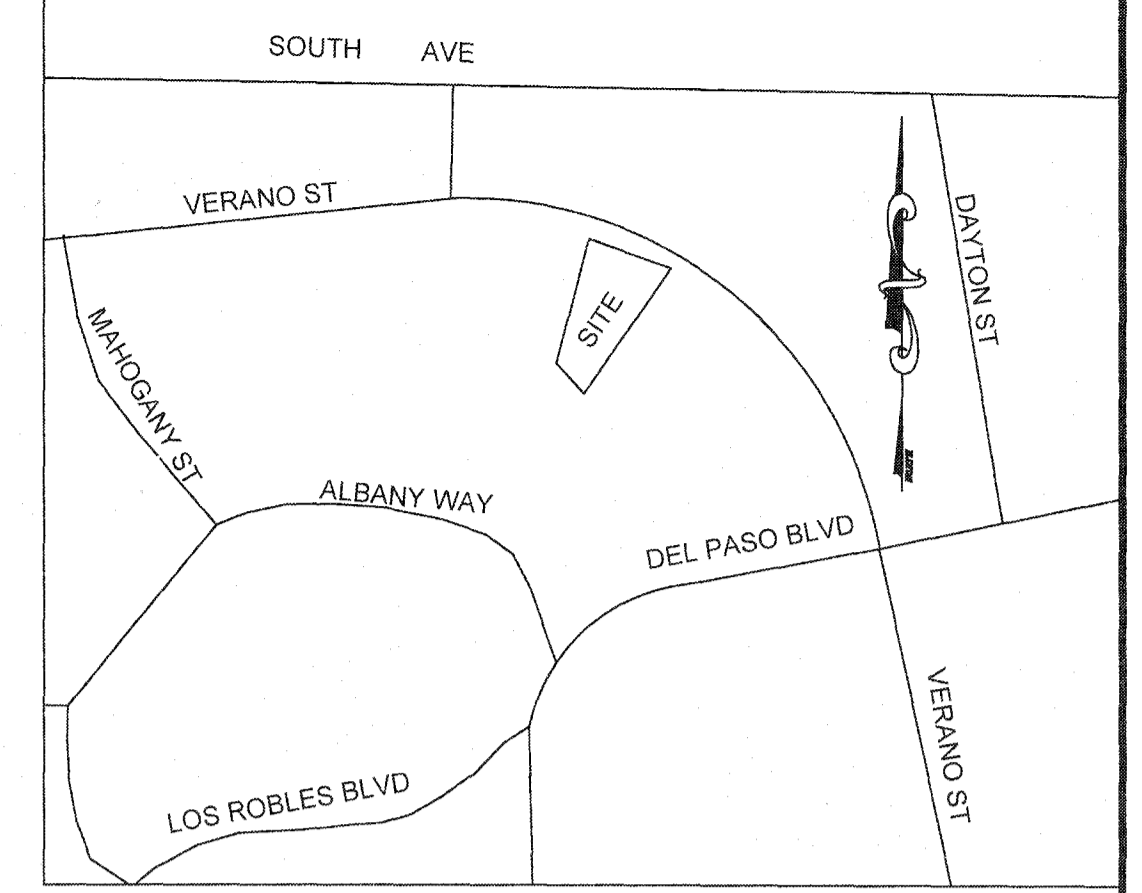 SOUTH AVE
VERANO ST
DAYTON ST
SITE
MAHOGANY ST
ALBANY WAY
DEL PASO BLVD
VERANO ST
LOS ROBLES BLVD